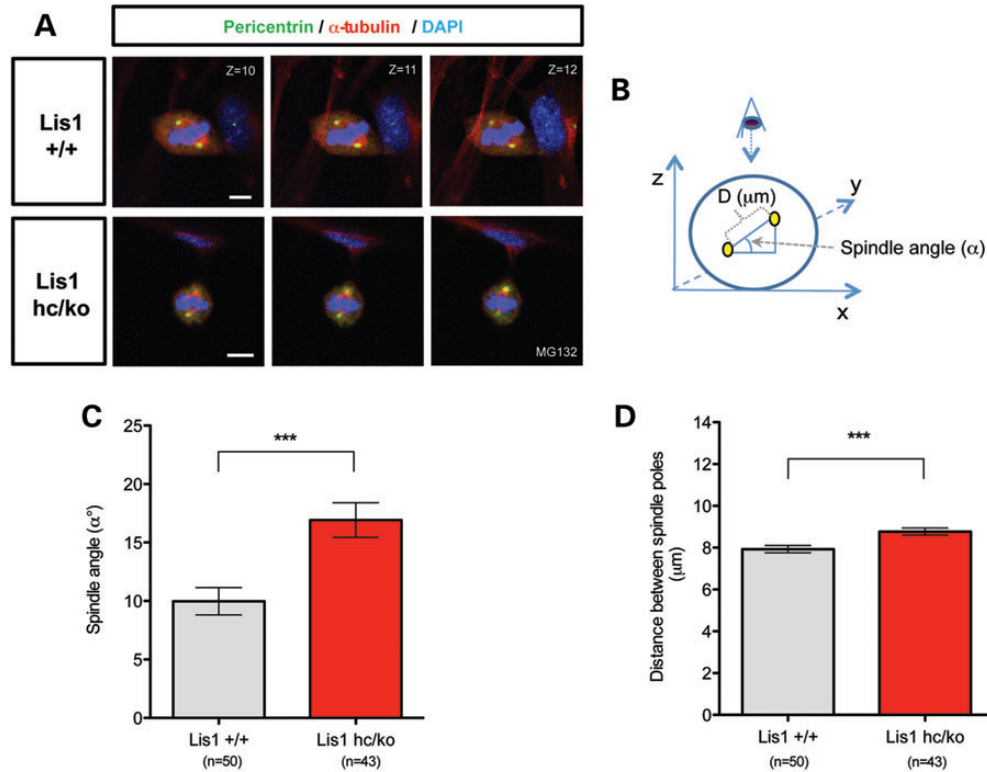 A
Pericentrin / α-tubulin / DAPI
Lis1
+/+
Z=10
Z=11
Z=12
Lis1
hc/ko
MG132
B
z
y
D (μm)
Spindle angle (α)
x
C
Spindle angle (α°)
25
20
15
10
5
0
***
Lis1 +/+
(n=50)
Lis1 hc/ko
(n=43)
D
Distance between spindle poles
(μm)
14
12
10
8
6
4
2
0
***
Lis1 +/+
(n=50)
Lis1 hc/ko
(n=43)